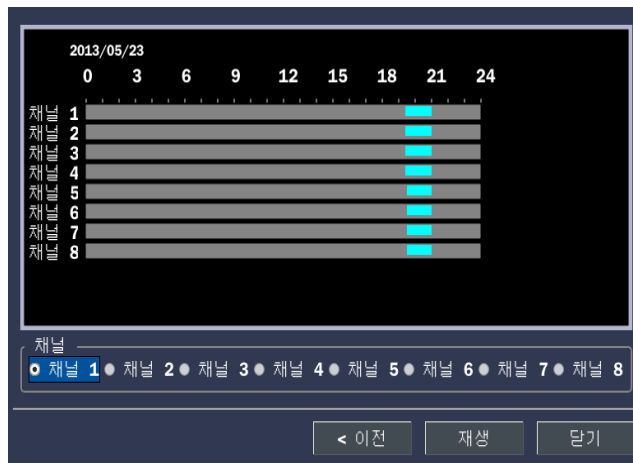 2013/05/23
0 3 6 9 12 15 18 21 24
채널 1
채널 2
채널 3
채널 4
채널 5
채널 6
채널 7
채널 8
채널
채널 1 채널 2 채널 3 채널 4 채널 5 채널 6 채널 7 채널 8
< 이전 재생 닫기